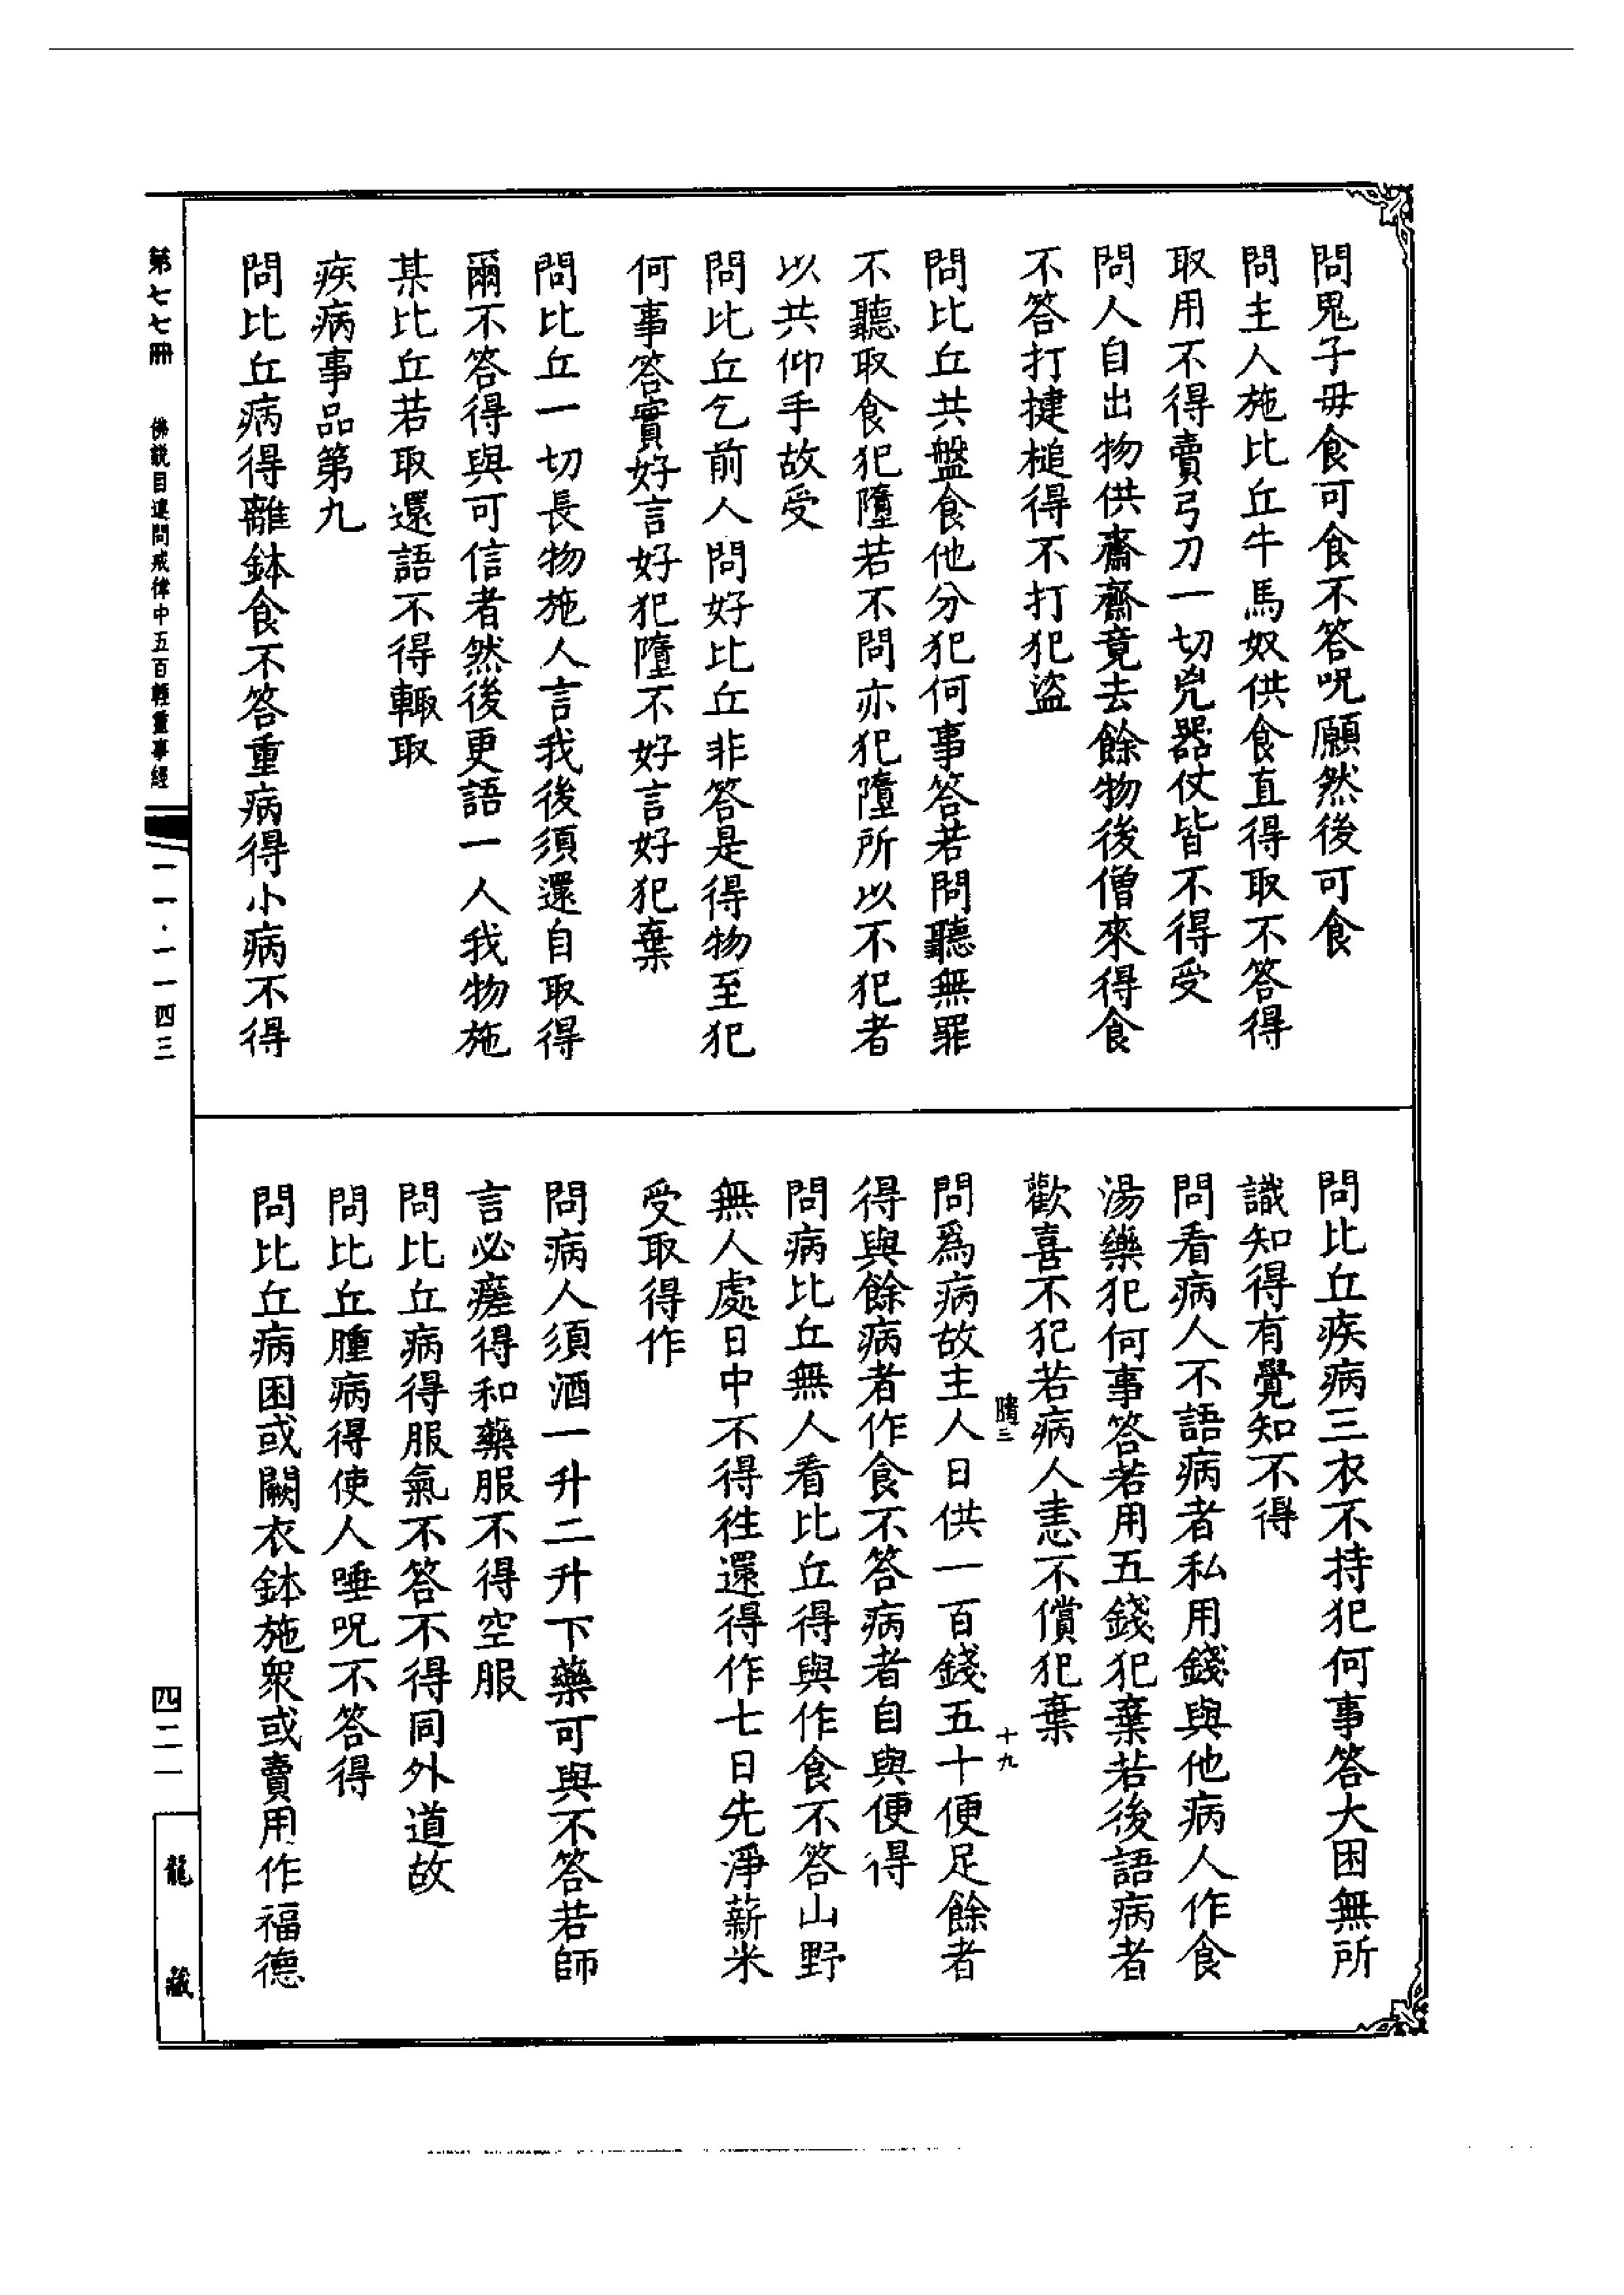 問鬼子毋食可食不答呪願然後可食
問主人施比丘牛馬奴供食直得取不答得
取用不得賣弓刀一切兇器仗皆不得受
問人自出物供齋齋竟去餘物後僧來得食
不答打揵槌得不打犯盜
問比丘共盤食他分犯何事答若問聽無罪
不聽取食犯墮若不問亦犯墮所以不犯者
以共仰手故受
問比丘乞前人問好比丘非答是得物至犯
何事答實好言好犯墮不好言好犯棄
問比丘一切長物施人言我後須還自取得
爾不答得與可信者然後更語一人我物施
某比丘若取還語不得輙取
疾病事品第九
問比丘病得離鉢食不答重病得小病不得
問比丘疾病三衣不持犯何事答大困無所
識知得有覺知不得
問看病人不語病者私用錢與他病人作食
湯藥犯何事答若用五錢犯棄若後語病者
歡喜不犯若病人恚不償犯棄
隨三 十九
問爲病故主人日供一百錢五十便足餘者
得與餘病者作食不答病者自與便得
問病比丘無人看比丘得與作食不答山野
無人處日中不得徃還得作七日先淨薪米
受取得作
問病人須酒一升二升下藥可與不答若師
言必瘥得和藥服不得空服
問比丘病得服氣不答不得同外道故
問比丘腫病得使人唾呪不答得
問比丘病困或闕衣鉢施衆或賣用作福德
第七七冊 佛說目連問戒律中五百輕重事經 一一·一一四三
四二一
龍藏